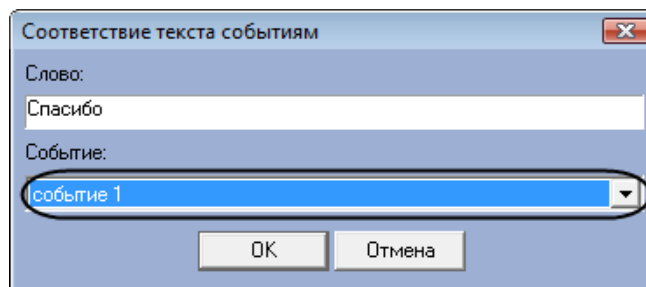 Соответствие текста событиям
Слово:
Спасибо
Событие:
событие 1
OK
Отмена